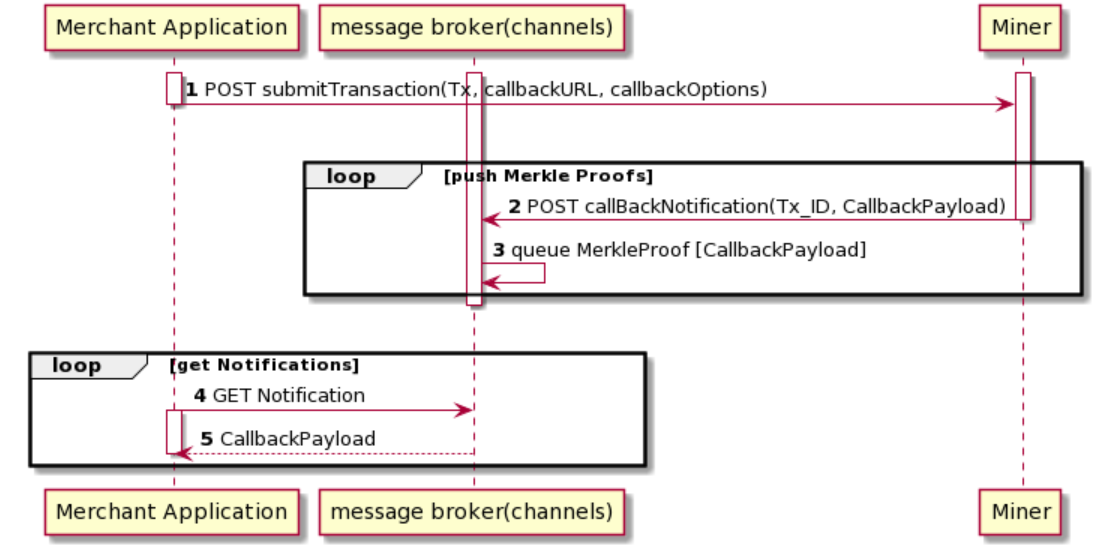 Merchant Application
message broker(channels)
Miner
1 POST submitTransaction(Tx, callbackURL, callbackOptions)
loop
[push Merkle Proofs]
2 POST callBackNotification(Tx_ID, CallbackPayload)
3 queue MerkleProof [CallbackPayload]
loop
[get Notifications]
4 GET Notification
5 CallbackPayload
Merchant Application
message broker(channels)
Miner